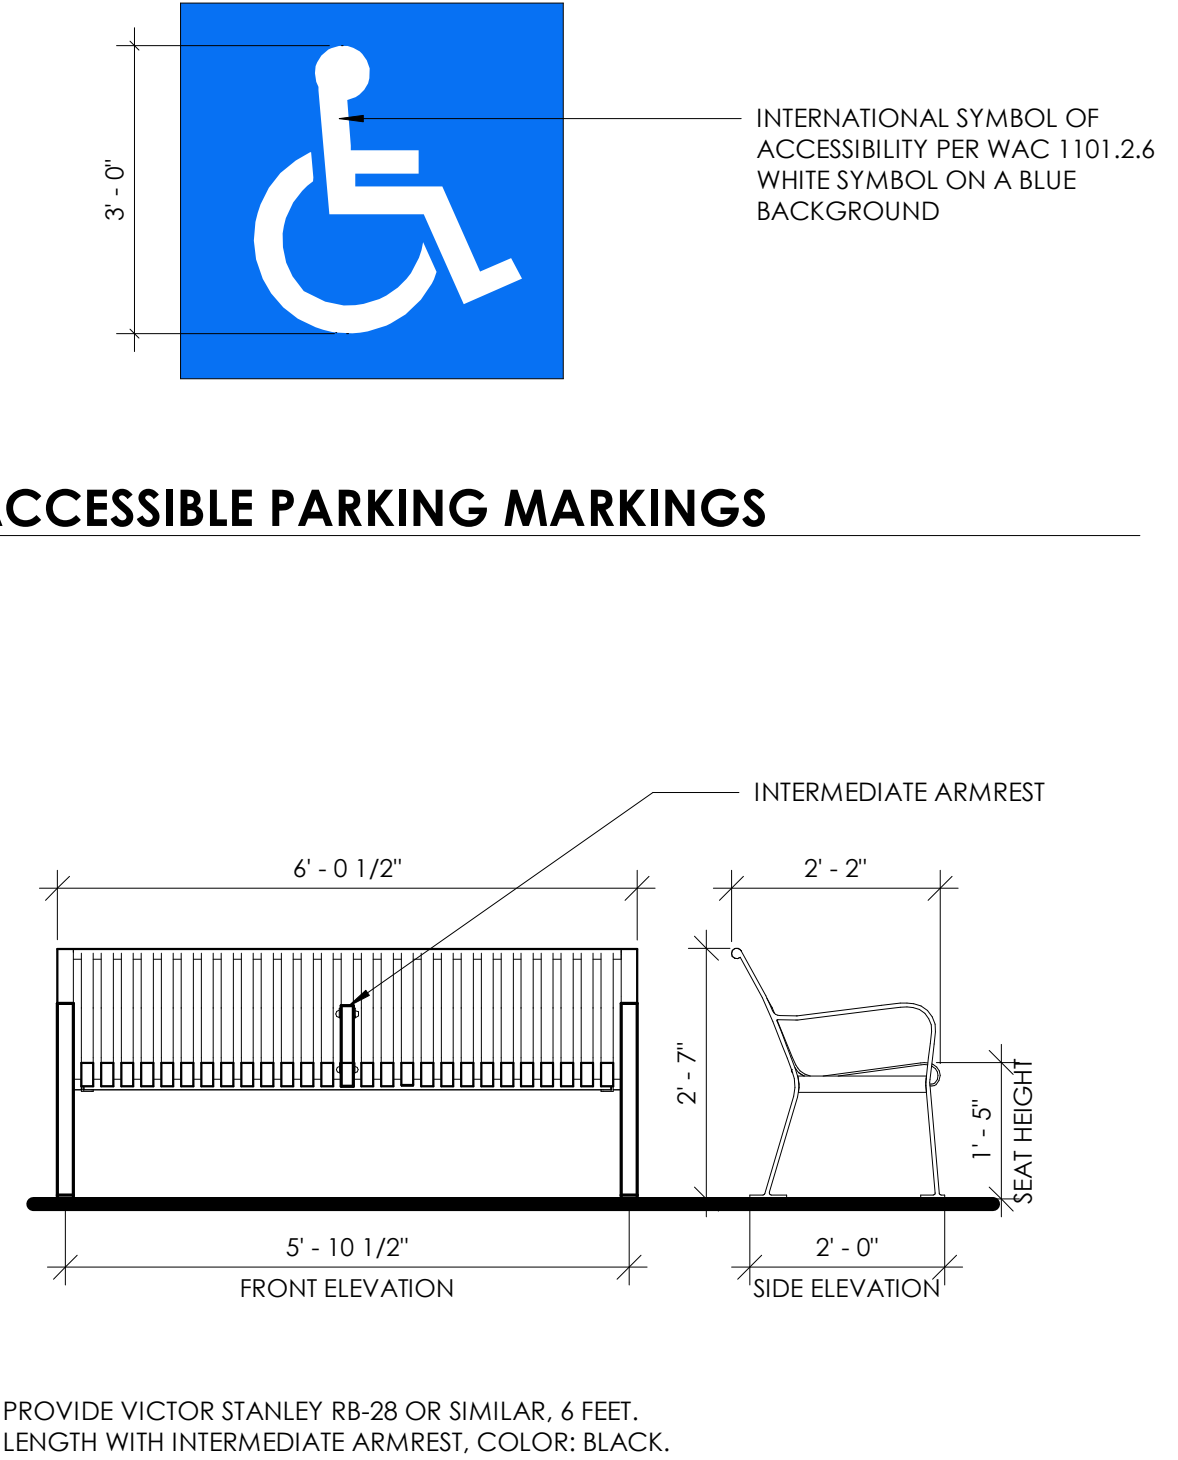 3' - 0"
INTERNATIONAL SYMBOL OF
ACCESSIBILITY PER WAC 1101.2.6
WHITE SYMBOL ON A BLUE
BACKGROUND
ACCESSIBLE PARKING MARKINGS
INTERMEDIATE ARMREST
6' - 0 1/2"
2' - 2"
2' - 7"
1' - 5"
SEAT HEIGHT
5' - 10 1/2"
2' - 0"
FRONT ELEVATION
SIDE ELEVATION
PROVIDE VICTOR STANLEY RB-28 OR SIMILAR, 6 FEET.
LENGTH WITH INTERMEDIATE ARMREST, COLOR: BLACK.